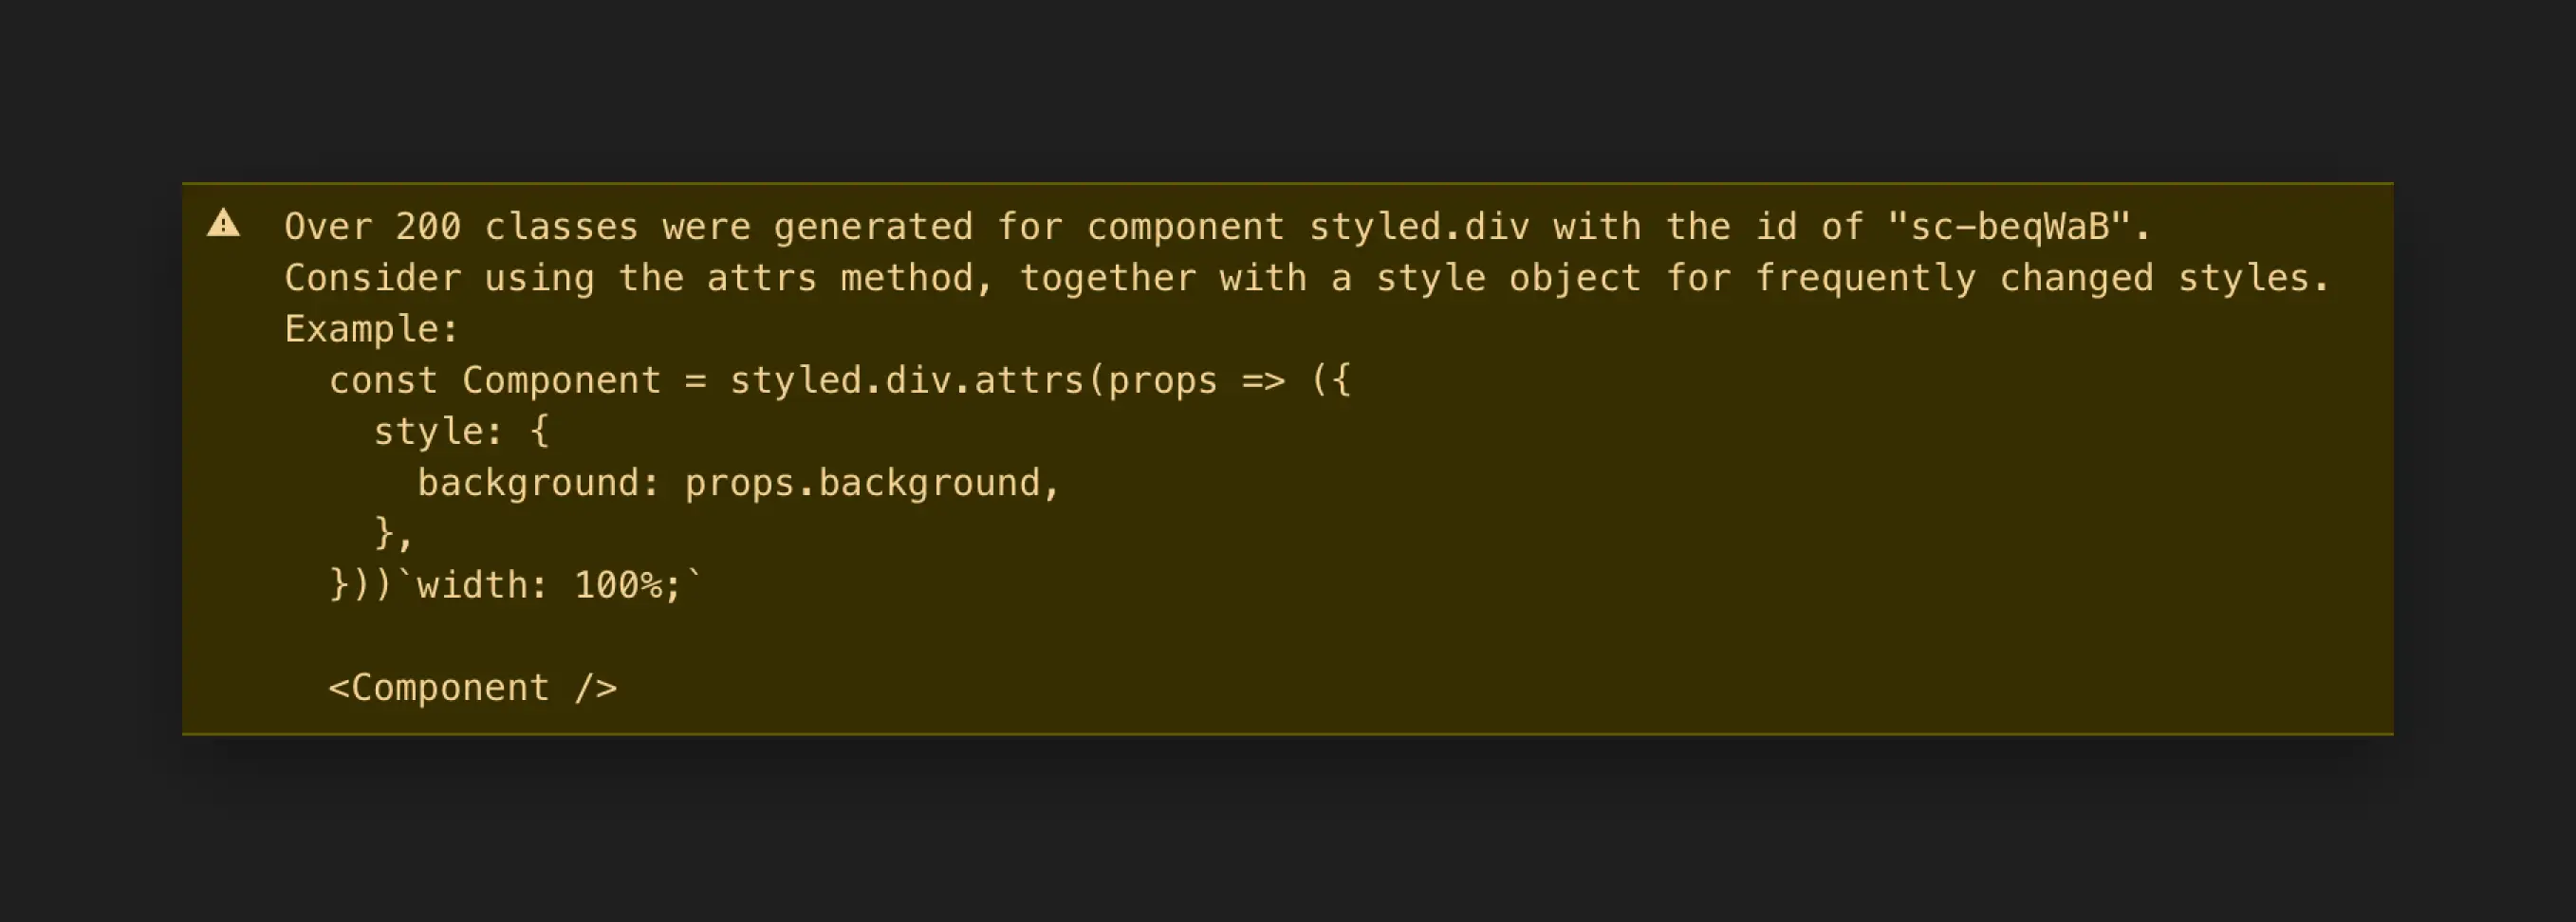 Over 200 classes were generated for component styled.div with the id of "sc-beqWaB".
Consider using the attrs method, together with a style object for frequently changed styles.
Example:
  const Component = styled.div.attrs(props => ({
    style: {
      background: props.background,
    },
  }))`width: 100%;`

  <Component />